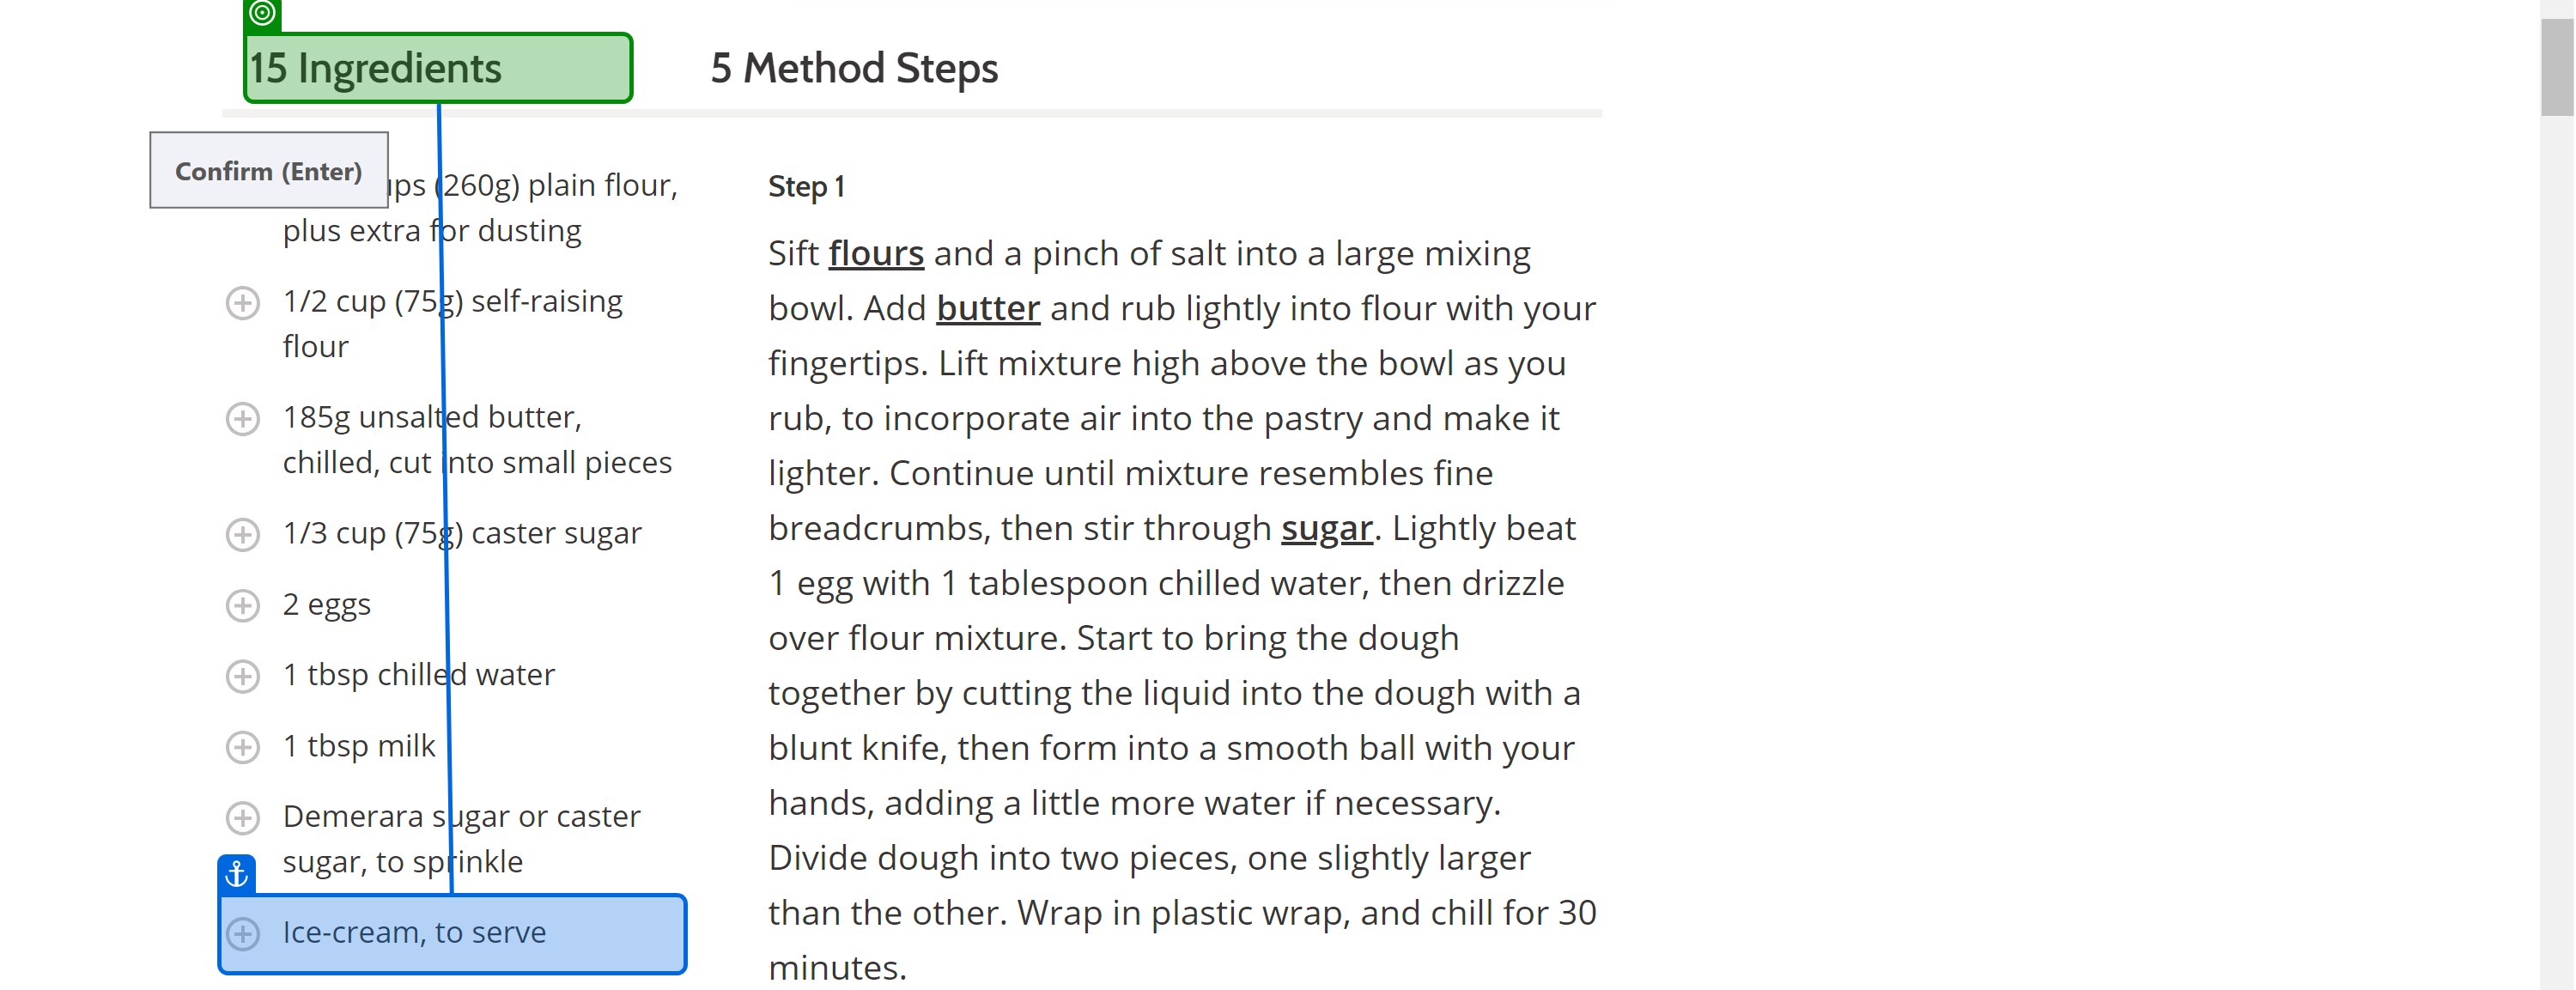 15 Ingredients
5 Method Steps
Confirm (Enter)
(260g) plain flour,
plus extra for dusting
1/2 cup (75g) self-raising
flour
185g unsalted butter,
chilled, cut into small pieces
1/3 cup (75g) caster sugar
2 eggs
1 tbsp chilled water
1 tbsp milk
Demerara sugar or caster
sugar, to sprinkle
Ice-cream, to serve
Step 1
Sift flours and a pinch of salt into a large mixing
bowl. Add butter and rub lightly into flour with your
fingertips. Lift mixture high above the bowl as you
rub, to incorporate air into the pastry and make it
lighter. Continue until mixture resembles fine
breadcrumbs, then stir through sugar. Lightly beat
1 egg with 1 tablespoon chilled water, then drizzle
over flour mixture. Start to bring the dough
together by cutting the liquid into the dough with a
blunt knife, then form into a smooth ball with your
hands, adding a little more water if necessary.
Divide dough into two pieces, one slightly larger
than the other. Wrap in plastic wrap, and chill for 30
minutes.